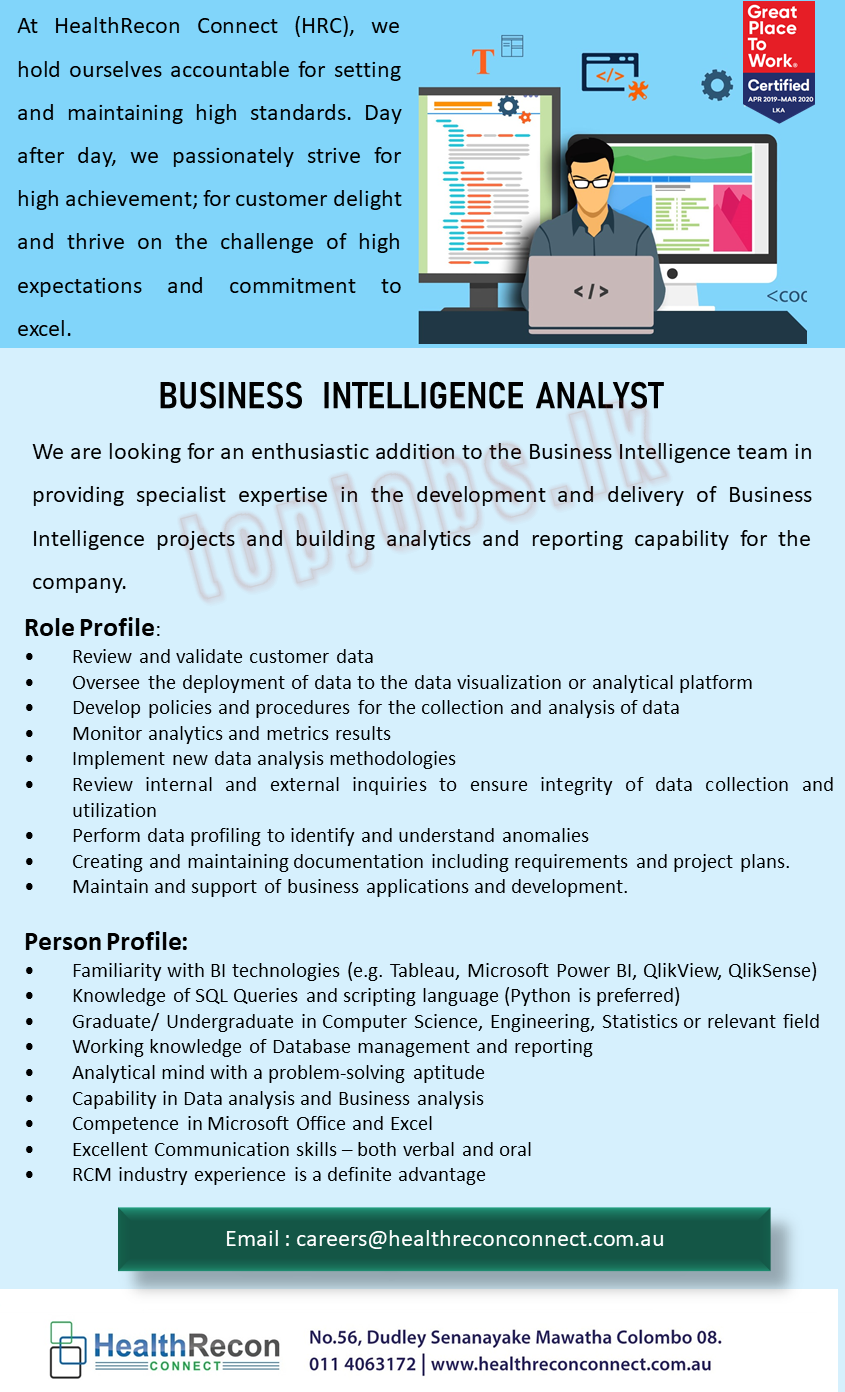 At HealthRecon Connect (HRC), we
hold ourselves accountable for setting
and maintaining high standards. Day
after day, we passionately strive for
high achievement; for customer delight
and thrive on the challenge of high
expectations and commitment to
excel.
T
</>
Great
Place
To
Work®
Certified
APR 2019–MAR 2020
LKA
</>
<coc
BUSINESS INTELLIGENCE ANALYST
We are looking for an enthusiastic addition to the Business Intelligence team in
providing specialist expertise in the development and delivery of Business
Intelligence projects and building analytics and reporting capability for the
company.
topjobs.lk
Role Profile:
• Review and validate customer data
• Oversee the deployment of data to the data visualization or analytical platform
• Develop policies and procedures for the collection and analysis of data
• Monitor analytics and metrics results
• Implement new data analysis methodologies
• Review internal and external inquiries to ensure integrity of data collection and
utilization
• Perform data profiling to identify and understand anomalies
• Creating and maintaining documentation including requirements and project plans.
• Maintain and support of business applications and development.
Person Profile:
• Familiarity with BI technologies (e.g. Tableau, Microsoft Power BI, QlikView, QlikSense)
• Knowledge of SQL Queries and scripting language (Python is preferred)
• Graduate/ Undergraduate in Computer Science, Engineering, Statistics or relevant field
• Working knowledge of Database management and reporting
• Analytical mind with a problem-solving aptitude
• Capability in Data analysis and Business analysis
• Competence in Microsoft Office and Excel
• Excellent Communication skills – both verbal and oral
• RCM industry experience is a definite advantage
Email : careers@healthreconconnect.com.au
HealthRecon
CONNECT
No.56, Dudley Senanayake Mawatha Colombo 08.
011 4063172 | www.healthreconconnect.com.au